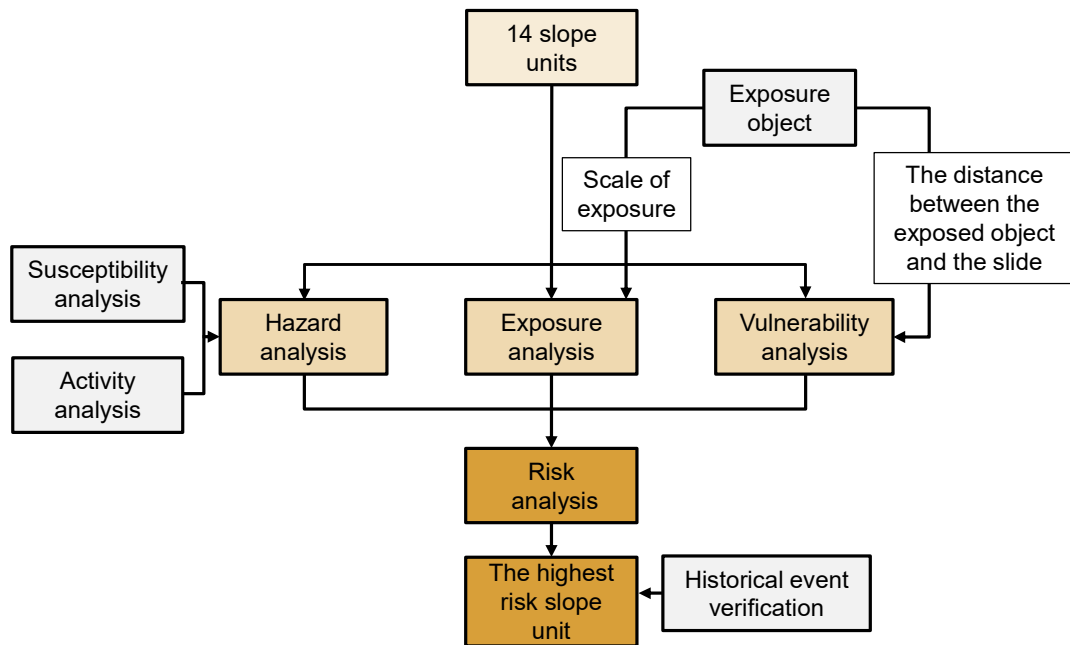 14 slope
units
Exposure
object
Scale of
exposure
The distance
between the
exposed object
and the slide
Susceptibility
analysis
Activity
analysis
Hazard
analysis
Exposure
analysis
Vulnerability
analysis
Risk
analysis
The highest
risk slope
unit
Historical event
verification